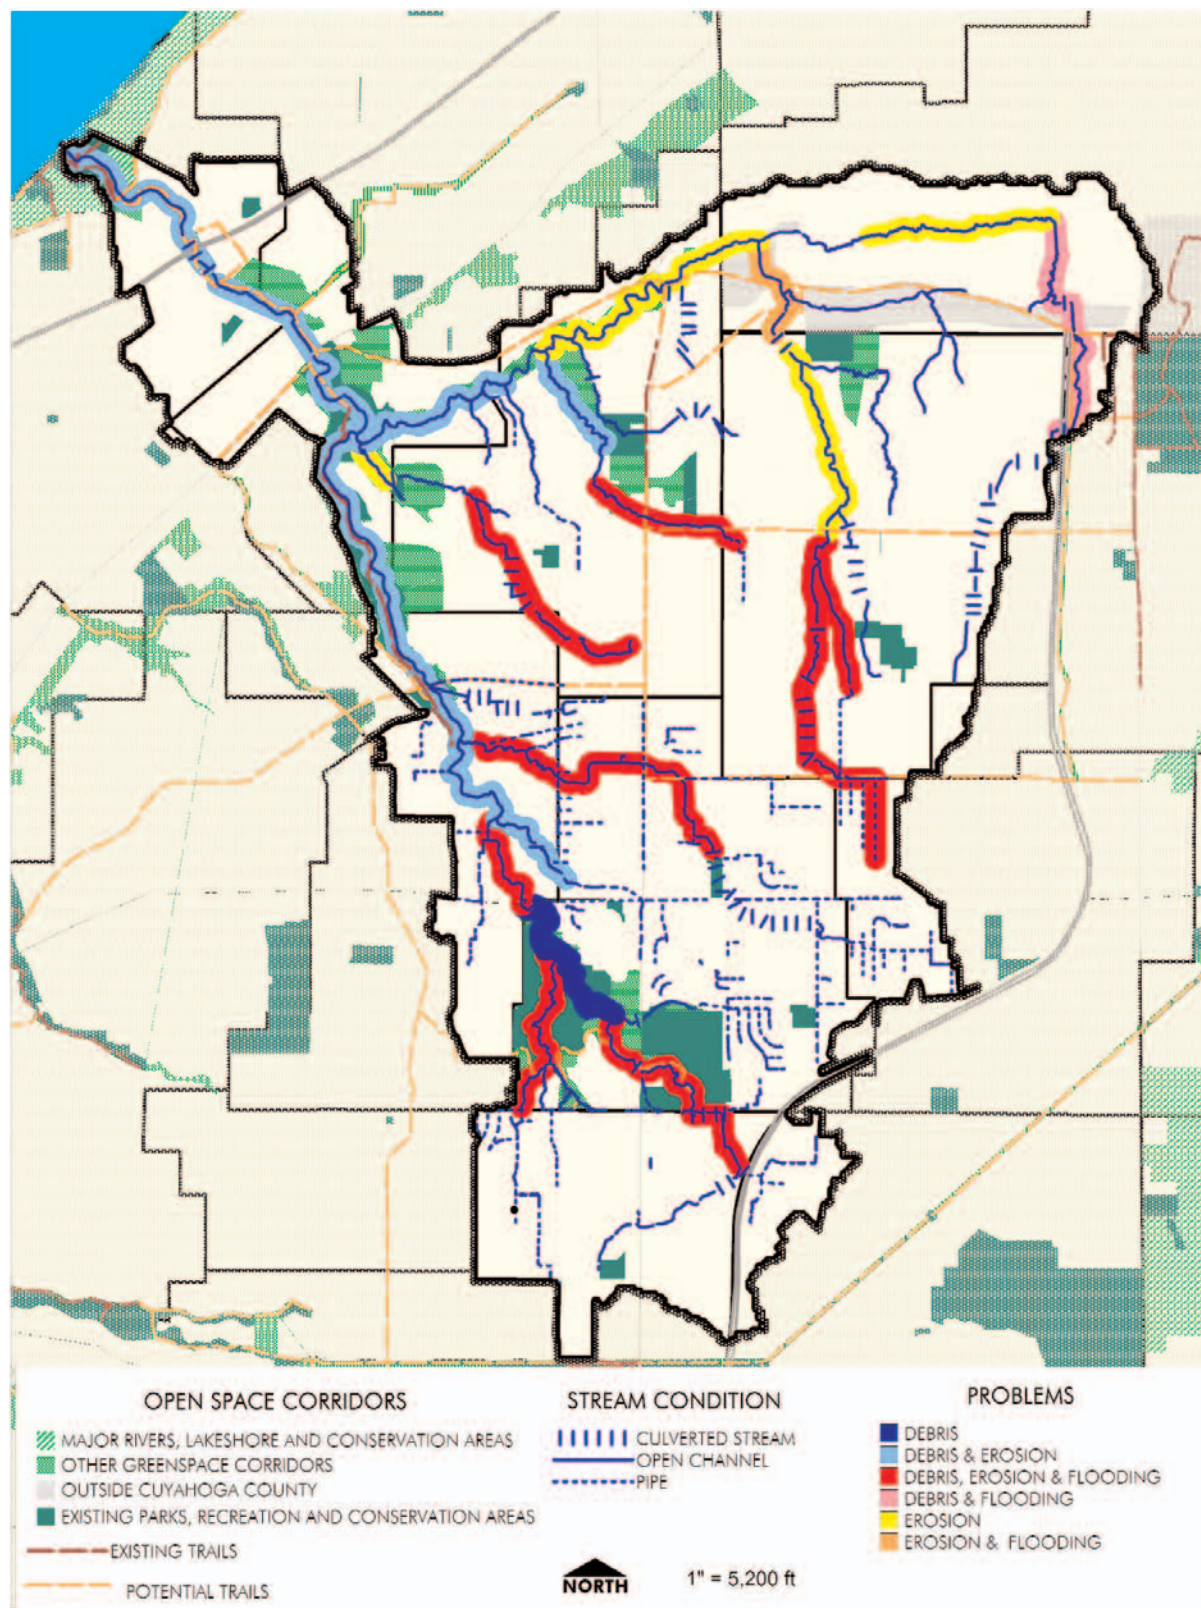 OPEN SPACE CORRIDORS
MAJOR RIVERS, LAKESHORE AND CONSERVATION AREAS
OTHER GREENSPACE CORRIDORS
OUTSIDE CUYAHOGA COUNTY
EXISTING PARKS, RECREATION AND CONSERVATION AREAS
EXISTING TRAILS
POTENTIAL TRAILS
STREAM CONDITION
CULVERTED STREAM
OPEN CHANNEL
PIPE
NORTH
1" = 5,200 ft
PROBLEMS
DEBRIS
DEBRIS & EROSION
DEBRIS, EROSION & FLOODING
DEBRIS & FLOODING
EROSION
EROSION & FLOODING